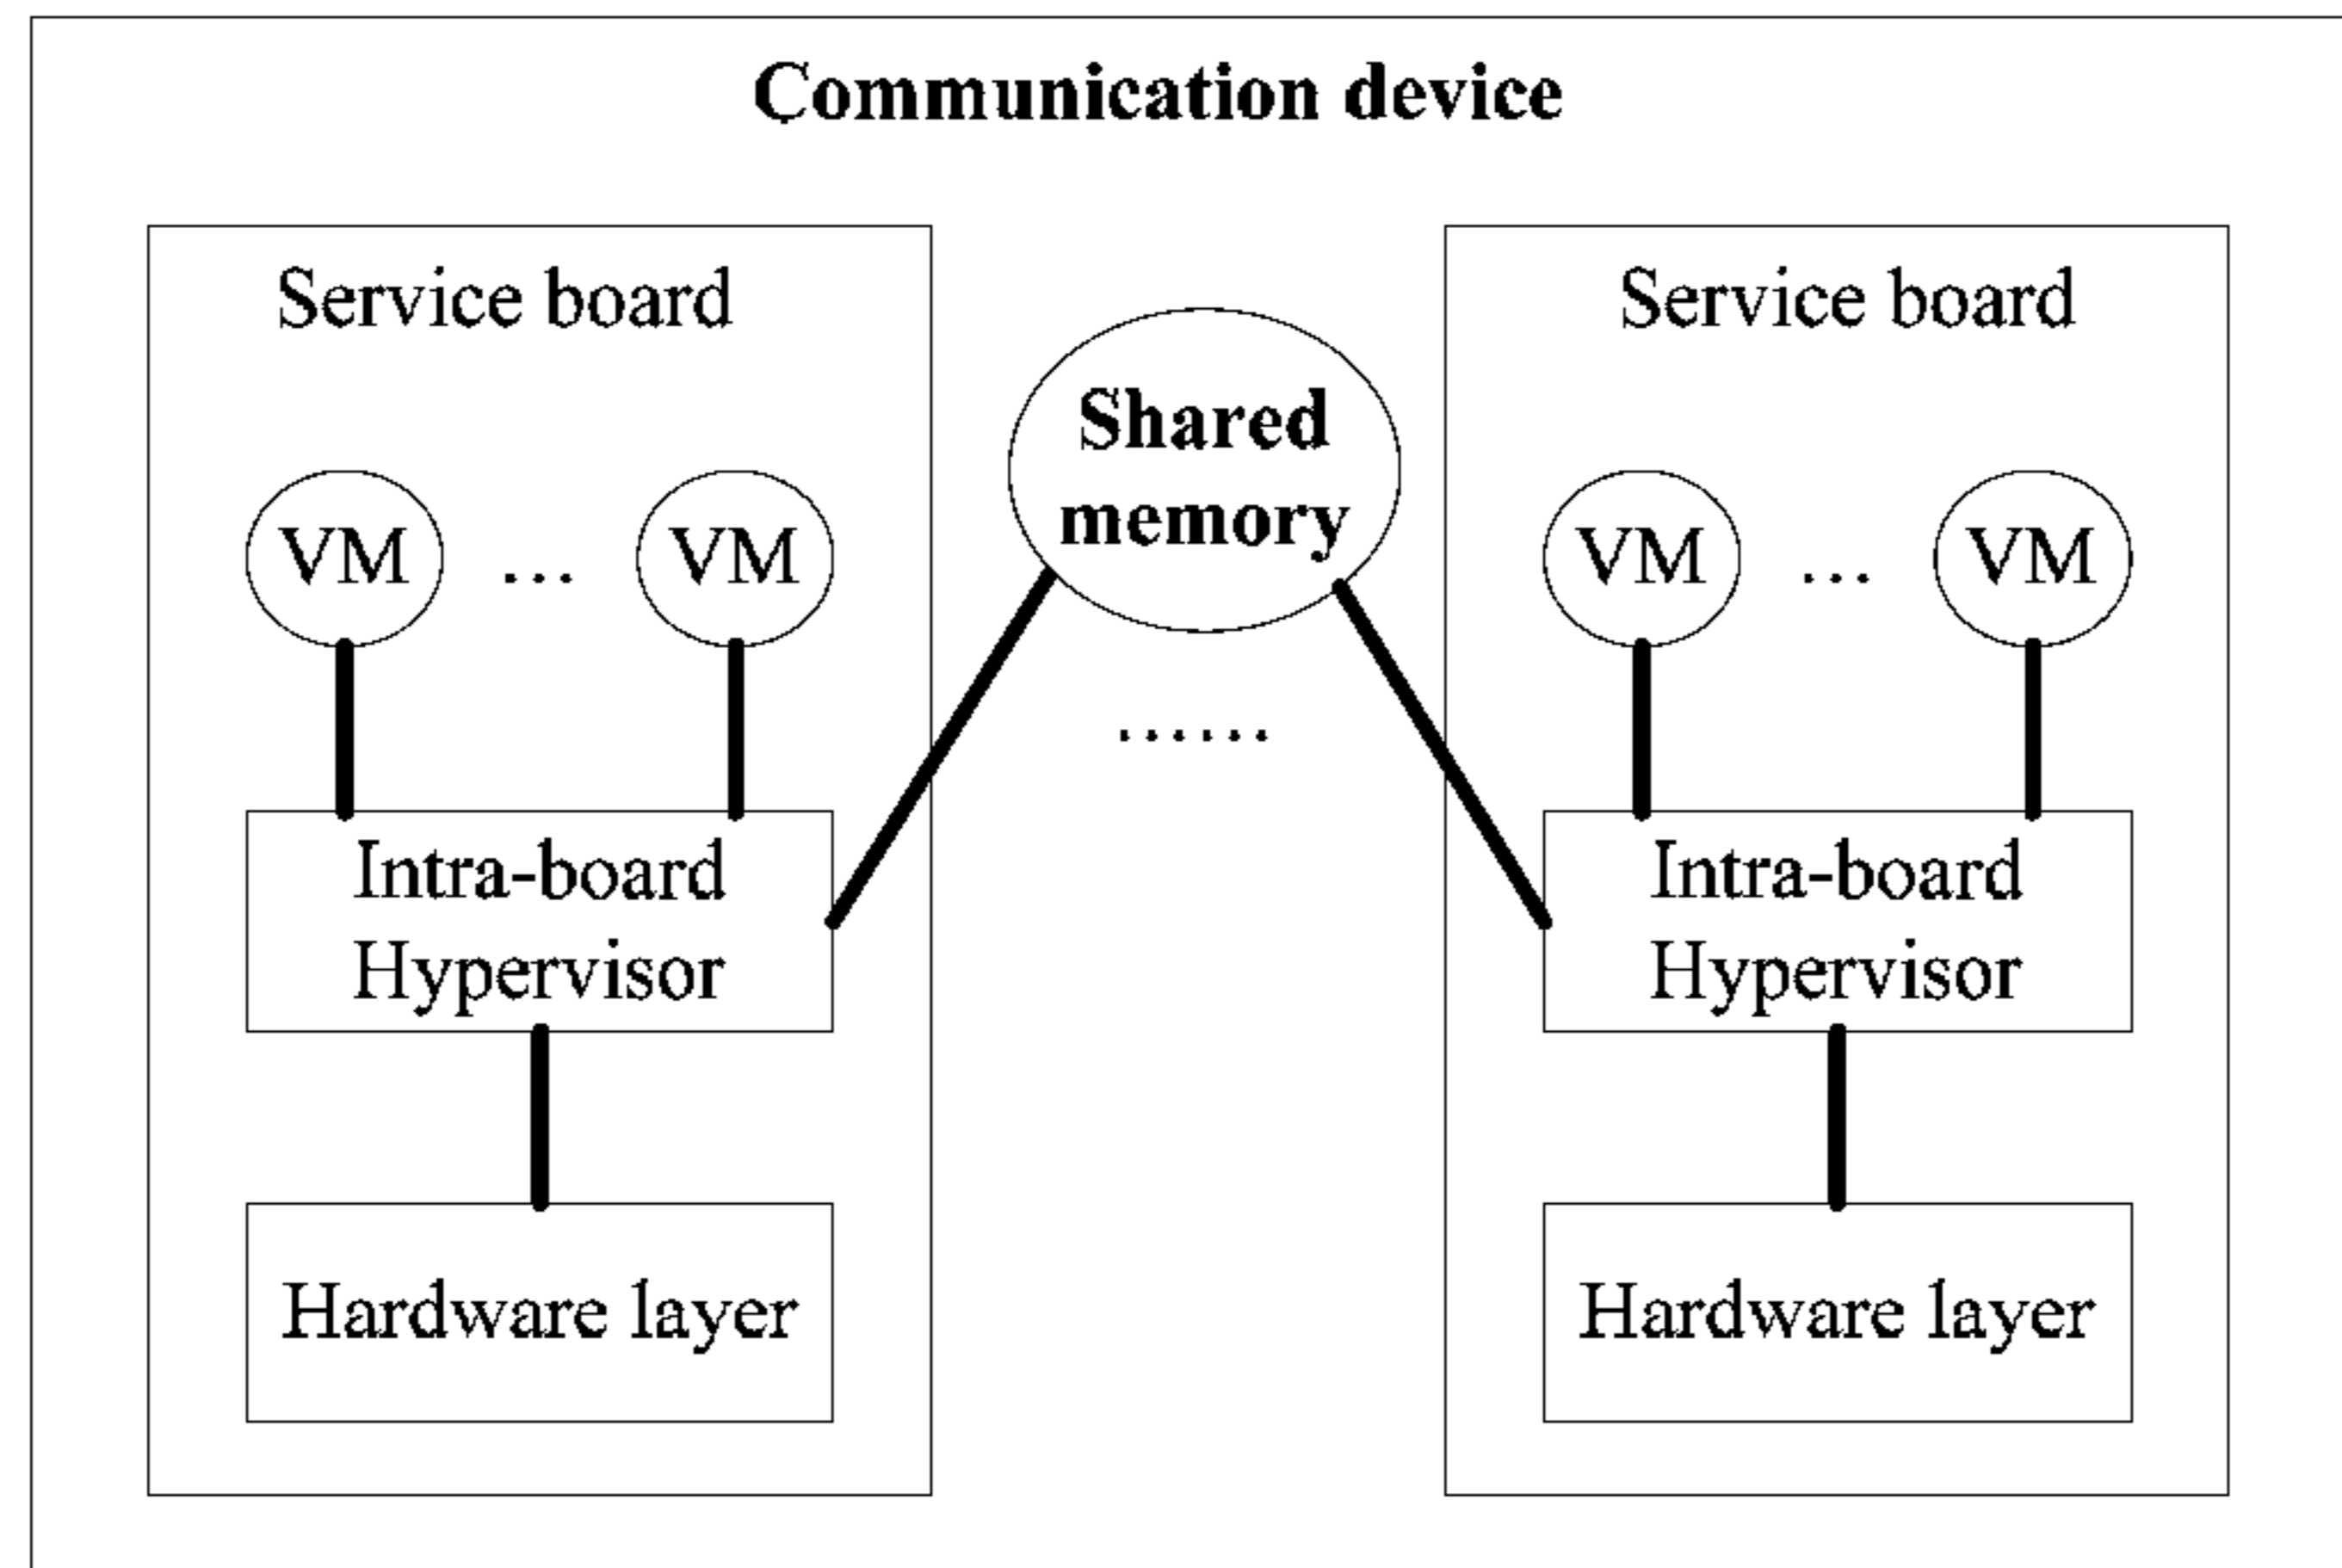 Communication device
Service board
VM ... VM
Intra-board
Hypervisor
Hardware layer
Shared
memory
......
Service board
VM ... VM
Intra-board
Hypervisor
Hardware layer